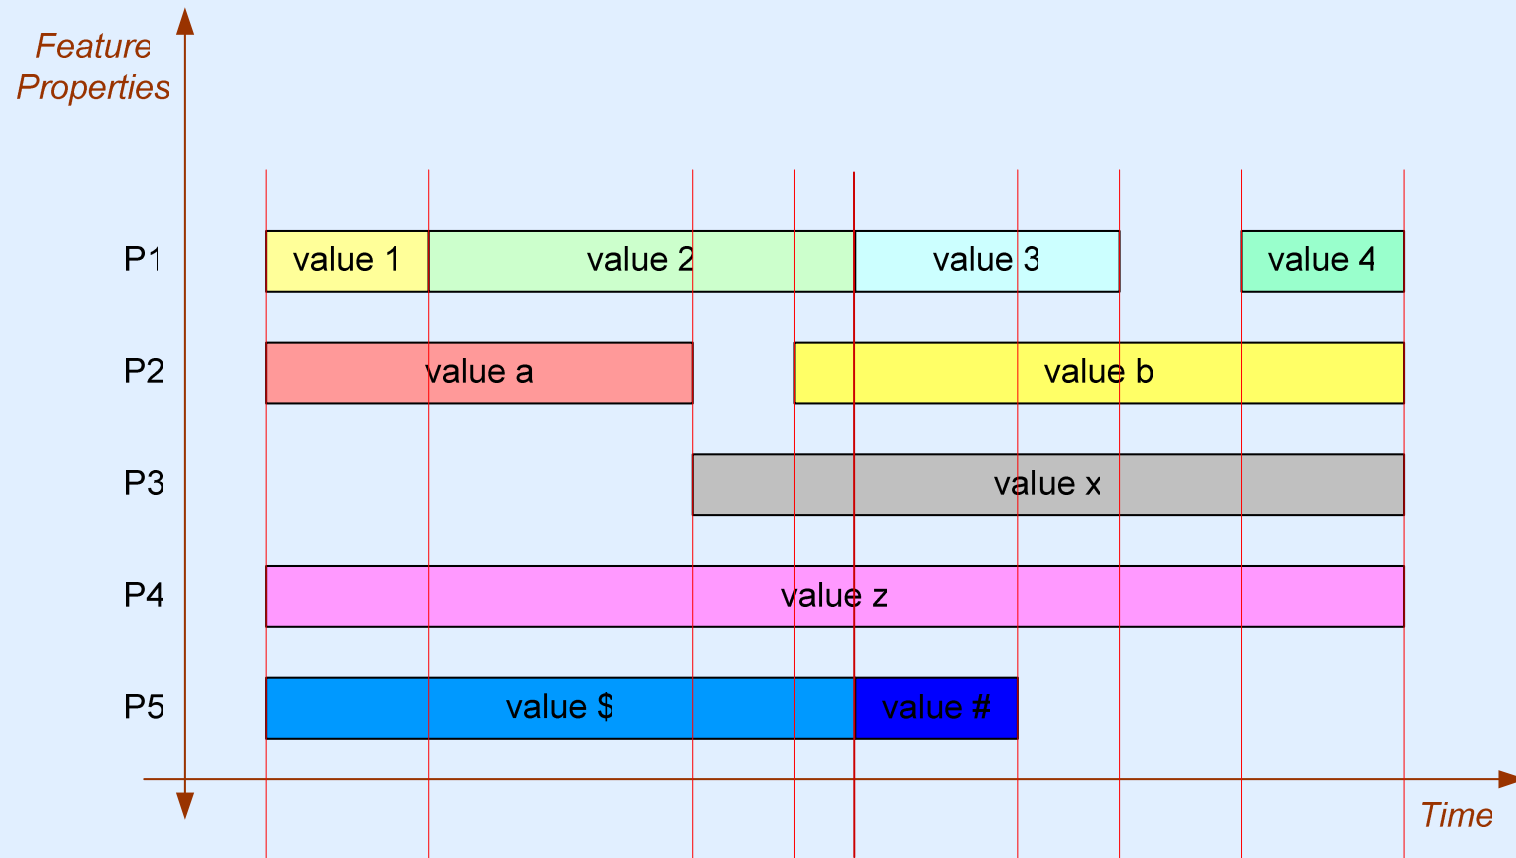 Feature
Properties
P1 value 1 value 2 value 3 value 4
P2 value a value b
P3 value x
P4 value z
P5 value $ value #
Time